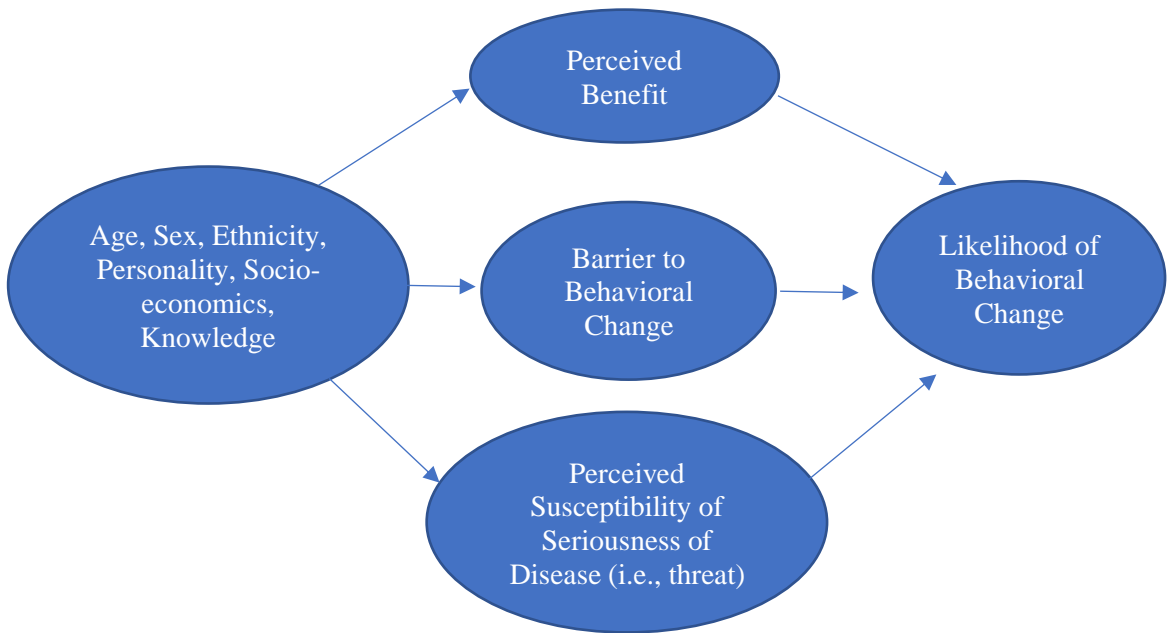 Perceived
Benefit
Age, Sex, Ethnicity,
Personality, Socio-
economics,
Knowledge
Barrier to
Behavioral
Change
Likelihood of
Behavioral
Change
Perceived
Susceptibility of
Seriousness of
Disease (i.e., threat)